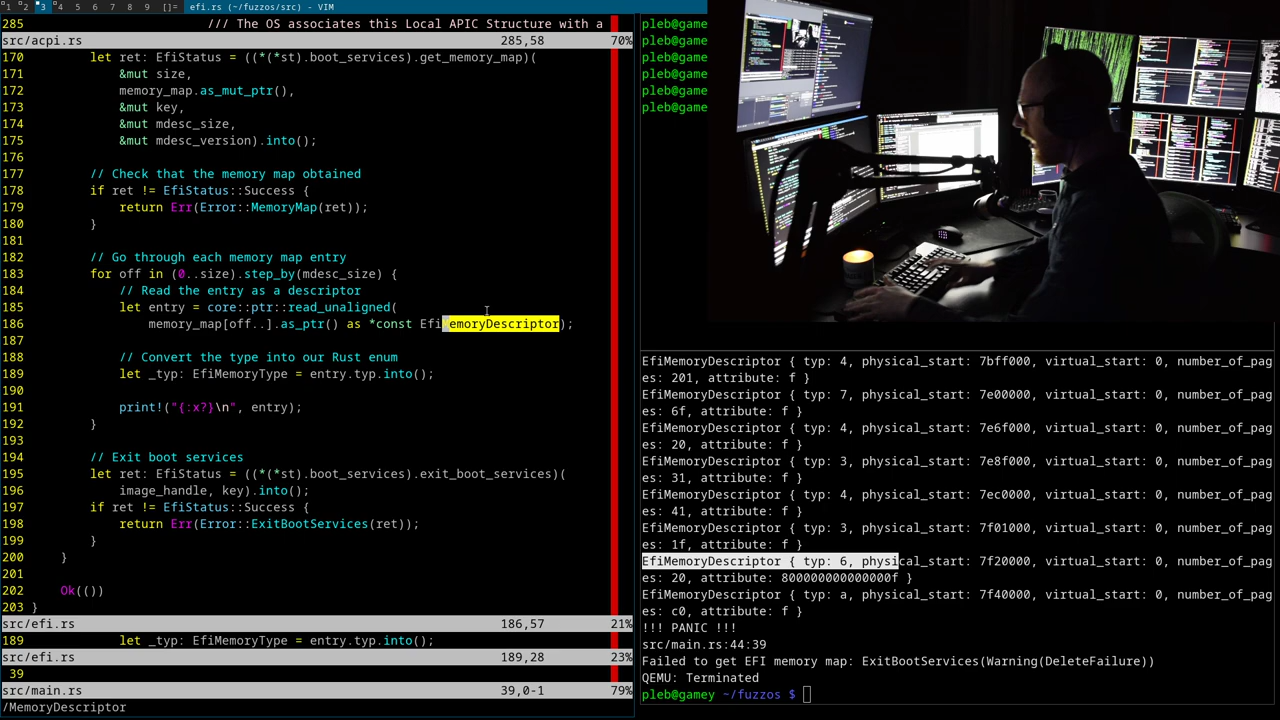 1 2 3 4 5 6 7 8 9 []= efi.rs (~/fuzzos/src) - VIM
285 /// The OS associates this Local APIC Structure with a
src/acpi.rs 285,58 70%
170 let ret: EfiStatus = ((*(*st).boot_services).get_memory_map)(
171 &mut size,
172 memory_map.as_mut_ptr(),
173 &mut key,
174 &mut mdesc_size,
175 &mut mdesc_version).into();
176
177 // Check that the memory map obtained
178 if ret != EfiStatus::Success {
179 return Err(Error::MemoryMap(ret));
180 }
181
182 // Go through each memory map entry
183 for off in (0..size).step_by(mdesc_size) {
184 // Read the entry as a descriptor
185 let entry = core::ptr::read_unaligned(
186 memory_map[off..].as_ptr() as *const EfiMemoryDescriptor);
187
188 // Convert the type into our Rust enum
189 let _typ: EfiMemoryType = entry.typ.into();
190
191 print!("{:x?}\n", entry);
192 }
193
194 // Exit boot services
195 let ret: EfiStatus = ((*(*st).boot_services).exit_boot_services)(
196 image_handle, key).into();
197 if ret != EfiStatus::Success {
198 return Err(Error::ExitBootServices(ret));
199 }
200 }
201
202 Ok(())
203 }
src/efi.rs 186,57 21%
189 let _typ: EfiMemoryType = entry.typ.into();
src/efi.rs 189,28 23%
39
src/main.rs 39,0-1 79%
/MemoryDescriptor
pleb@game
pleb@game
pleb@game
pleb@game
pleb@game
pleb@game
EfiMemoryDescriptor { typ: 4, physical_start: 7bff000, virtual_start: 0, number_of_pag
es: 201, attribute: f }
EfiMemoryDescriptor { typ: 7, physical_start: 7e00000, virtual_start: 0, number_of_pag
es: 6f, attribute: f }
EfiMemoryDescriptor { typ: 4, physical_start: 7e6f000, virtual_start: 0, number_of_pag
es: 20, attribute: f }
EfiMemoryDescriptor { typ: 3, physical_start: 7e8f000, virtual_start: 0, number_of_pag
es: 31, attribute: f }
EfiMemoryDescriptor { typ: 4, physical_start: 7ec0000, virtual_start: 0, number_of_pag
es: 41, attribute: f }
EfiMemoryDescriptor { typ: 3, physical_start: 7f01000, virtual_start: 0, number_of_pag
es: 1f, attribute: f }
EfiMemoryDescriptor { typ: 6, physical_start: 7f20000, virtual_start: 0, number_of_pag
es: 20, attribute: 800000000000000f }
EfiMemoryDescriptor { typ: a, physical_start: 7f40000, virtual_start: 0, number_of_pag
es: c0, attribute: f }
!!! PANIC !!!
src/main.rs:44:39
Failed to get EFI memory map: ExitBootServices(Warning(DeleteFailure))
QEMU: Terminated
pleb@gamey ~/fuzzos $